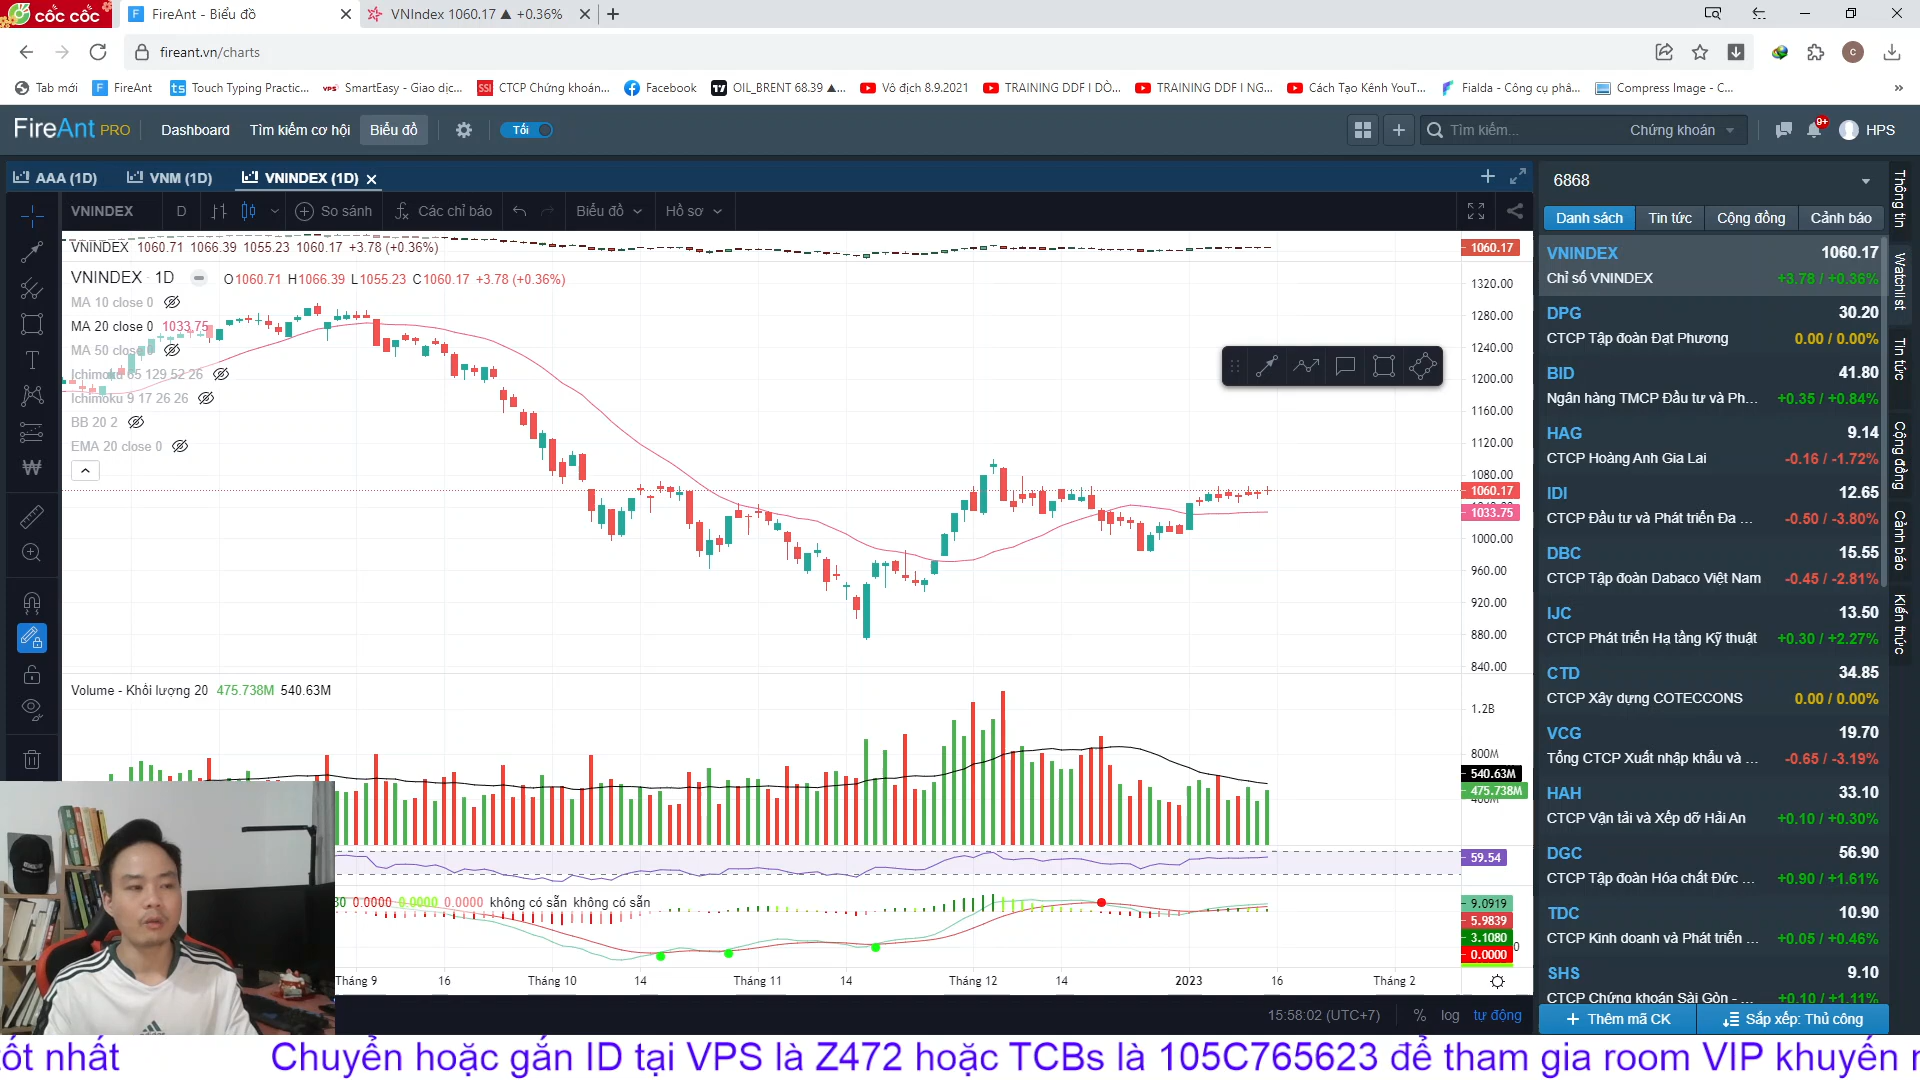 cốc cốc
FireAnt - Biểu đồ
VNIndex 1060.17 ▲ +0.36%
fireant.vn/charts
C
Tab mới
FireAnt
Touch Typing Practic...
SmartEasy - Giao dịc...
CTCP Chứng khoán...
Facebook
OIL_BRENT 68.39 ▲...
Vô địch 8.9.2021
TRAINING DDF I DÒ...
TRAINING DDF I NG...
Cách Tạo Kênh YouT...
Fialda - Công cụ phâ...
Compress Image - C...
FireAnt PRO
Dashboard
Tìm kiếm cơ hội
Biểu đồ
Tối
Tìm kiếm...
Chứng khoán
9+
HPS
AAA (1D)
VNM (1D)
VNINDEX (1D)
VNINDEX
D
So sánh
Các chỉ báo
Biểu đồ
Hồ sơ
VNINDEX 1060.71 1066.39 1055.23 1060.17 +3.78 (+0.36%)
1060.17
VNINDEX · 1D
O1060.71 H1066.39 L1055.23 C1060.17 +3.78 (+0.36%)
MA 10 close 0
MA 20 close 0 1033.75
MA 50 close 0
Ichimoku 65 129 52 26
Ichimoku 9 17 26 26
BB 20 2
EMA 20 close 0
1320.00
1280.00
1240.00
1200.00
1160.00
1120.00
1080.00
1060.17
1033.75
1000.00
960.00
920.00
880.00
840.00
Volume - Khối lượng 20 475.738M 540.63M
1.2B
800M
540.63M
475.738M
400M
59.54
30 0.0000 0.0000 0.0000 không có sẵn không có sẵn
9.0919
5.9839
3.1080
0.0000
Tháng 9
16
Tháng 10
14
Tháng 11
14
Tháng 12
14
2023
16
Tháng 2
15:58:02 (UTC+7)
%
log
tự động
6868
Danh sách
Tin tức
Cộng đồng
Cảnh báo
VNINDEX 1060.17
Chỉ số VNINDEX +3.78 / +0.36%
DPG 30.20
CTCP Tập đoàn Đạt Phương 0.00 / 0.00%
BID 41.80
Ngân hàng TMCP Đầu tư và Ph... +0.35 / +0.84%
HAG 9.14
CTCP Hoàng Anh Gia Lai -0.16 / -1.72%
IDI 12.65
CTCP Đầu tư và Phát triển Đa ... -0.50 / -3.80%
DBC 15.55
CTCP Tập đoàn Dabaco Việt Nam -0.45 / -2.81%
IJC 13.50
CTCP Phát triển Hạ tầng Kỹ thuật +0.30 / +2.27%
CTD 34.85
CTCP Xây dựng COTECCONS 0.00 / 0.00%
VCG 19.70
Tổng CTCP Xuất nhập khẩu và ... -0.65 / -3.19%
HAH 33.10
CTCP Vận tải và Xếp dỡ Hải An +0.10 / +0.30%
DGC 56.90
CTCP Tập đoàn Hóa chất Đức ... +0.90 / +1.61%
TDC 10.90
CTCP Kinh doanh và Phát triển ... +0.05 / +0.46%
SHS 9.10
CTCP Chứng khoán Sài Gòn - ... +0.10 / +1.11%
Thêm mã CK
Sắp xếp: Thủ công
Thông tin
Watchlist
Tin tức
Cộng đồng
Cảnh báo
Kiến thức
tốt nhất
Chuyển hoặc gắn ID tại VPS là Z472 hoặc TCBs là 105C765623 để tham gia room VIP khuyến